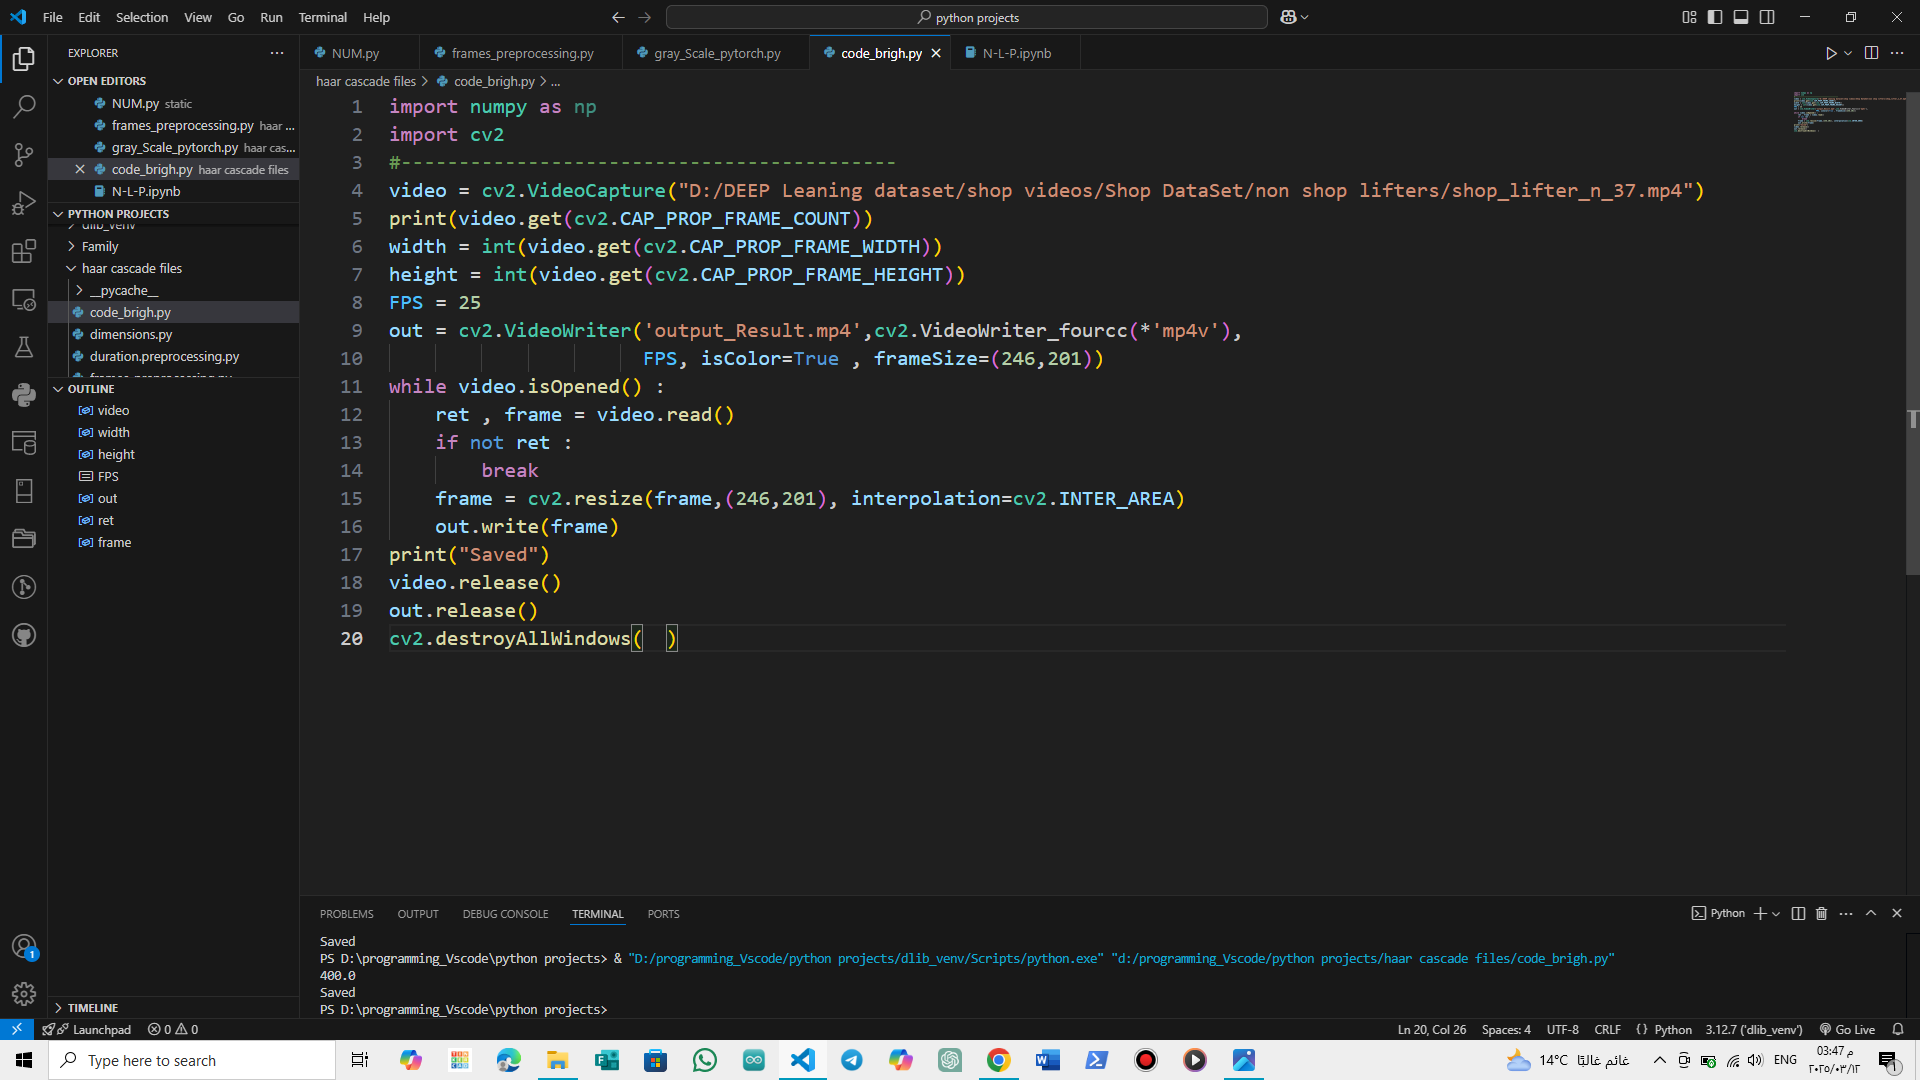 File Edit Selection View Go Run Terminal Help
python projects
EXPLORER
OPEN EDITORS
NUM.py static
frames_preprocessing.py haar ...
gray_Scale_pytorch.py haar cas...
code_brigh.py haar cascade files
N-L-P.ipynb
PYTHON PROJECTS
dlib_venv
Family
haar cascade files
__pycache__
code_brigh.py
dimensions.py
duration.preprocessing.py
frames_preprocessing.py
OUTLINE
video
width
height
FPS
out
ret
frame
TIMELINE
NUM.py frames_preprocessing.py gray_Scale_pytorch.py code_brigh.py N-L-P.ipynb
haar cascade files > code_brigh.py > ...
1 import numpy as np
2 import cv2
3 #-------------------------------------------
4 video = cv2.VideoCapture("D:/DEEP Leaning dataset/shop videos/Shop DataSet/non shop lifters/shop_lifter_n_37.mp4")
5 print(video.get(cv2.CAP_PROP_FRAME_COUNT))
6 width = int(video.get(cv2.CAP_PROP_FRAME_WIDTH))
7 height = int(video.get(cv2.CAP_PROP_FRAME_HEIGHT))
8 FPS = 25
9 out = cv2.VideoWriter('output_Result.mp4',cv2.VideoWriter_fourcc(*'mp4v'),
10 FPS, isColor=True , frameSize=(246,201))
11 while video.isOpened() :
12 ret , frame = video.read()
13 if not ret :
14 break
15 frame = cv2.resize(frame,(246,201), interpolation=cv2.INTER_AREA)
16 out.write(frame)
17 print("Saved")
18 video.release()
19 out.release()
20 cv2.destroyAllWindows(  )
PROBLEMS OUTPUT DEBUG CONSOLE TERMINAL PORTS
Python
Saved
PS D:\programming_Vscode\python projects> & "D:/programming_Vscode/python projects/dlib_venv/Scripts/python.exe" "d:/programming_Vscode/python projects/haar cascade files/code_brigh.py"
400.0
Saved
PS D:\programming_Vscode\python projects>
Launchpad 0 0
Ln 20, Col 26 Spaces: 4 UTF-8 CRLF {} Python 3.12.7 ('dlib_venv') Go Live
Type here to search
14°C غائم غالبًا
ENG
03:47 م
٢٠٢٥/٠٣/١٢